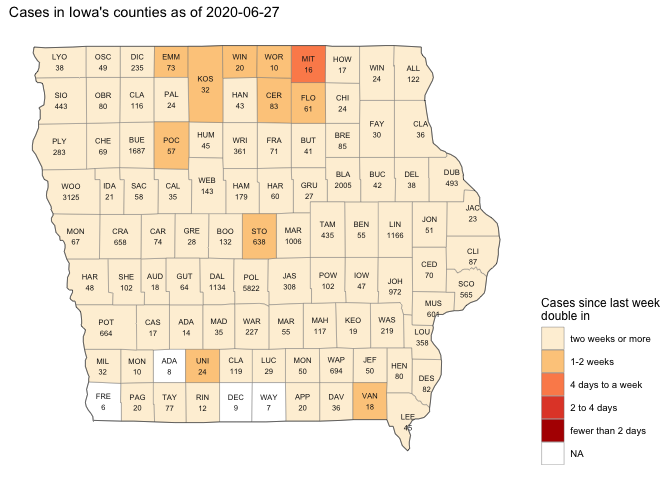 Cases in Iowa's counties as of 2020-06-27
LYO OSC DIC EMM WIN WOR MIT HOW WIN ALL
38 49 235 73 20 10 16 17 24 122
KOS
32
SIO OBR CLA PAL HAN CER FLO CHI
443 80 116 24 43 83 61 24
FAY CLA
30 36
PLY CHE BUE POC HUM WRI FRA BUT BRE
283 69 1687 57 45 361 71 41 85
WOO IDA SAC CAL WEB HAM HAR GRU BLA BUC DEL DUB
3125 21 58 35 143 179 60 27 2005 42 38 493
JAC
23
MON CRA CAR GRE BOO STO MAR TAM BEN LIN JON
67 658 74 28 132 638 1006 435 55 1166 51
CLI
87
CED
70
HAR SHE AUD GUT DAL POL JAS POW IOW JOH SCO
48 102 18 64 1134 5822 308 102 47 972 565
MUS
601
POT CAS ADA MAD WAR MAR MAH KEO WAS LOU
664 17 14 35 227 55 117 19 219 358
MIL MON ADA UNI CLA LUC MON WAP JEF HEN DES
32 10 8 24 119 29 50 694 50 80 82
FRE PAG TAY RIN DEC WAY APP DAV VAN LEE
6 20 77 12 9 7 20 36 18 45
Cases since last week
double in
two weeks or more
1-2 weeks
4 days to a week
2 to 4 days
fewer than 2 days
NA